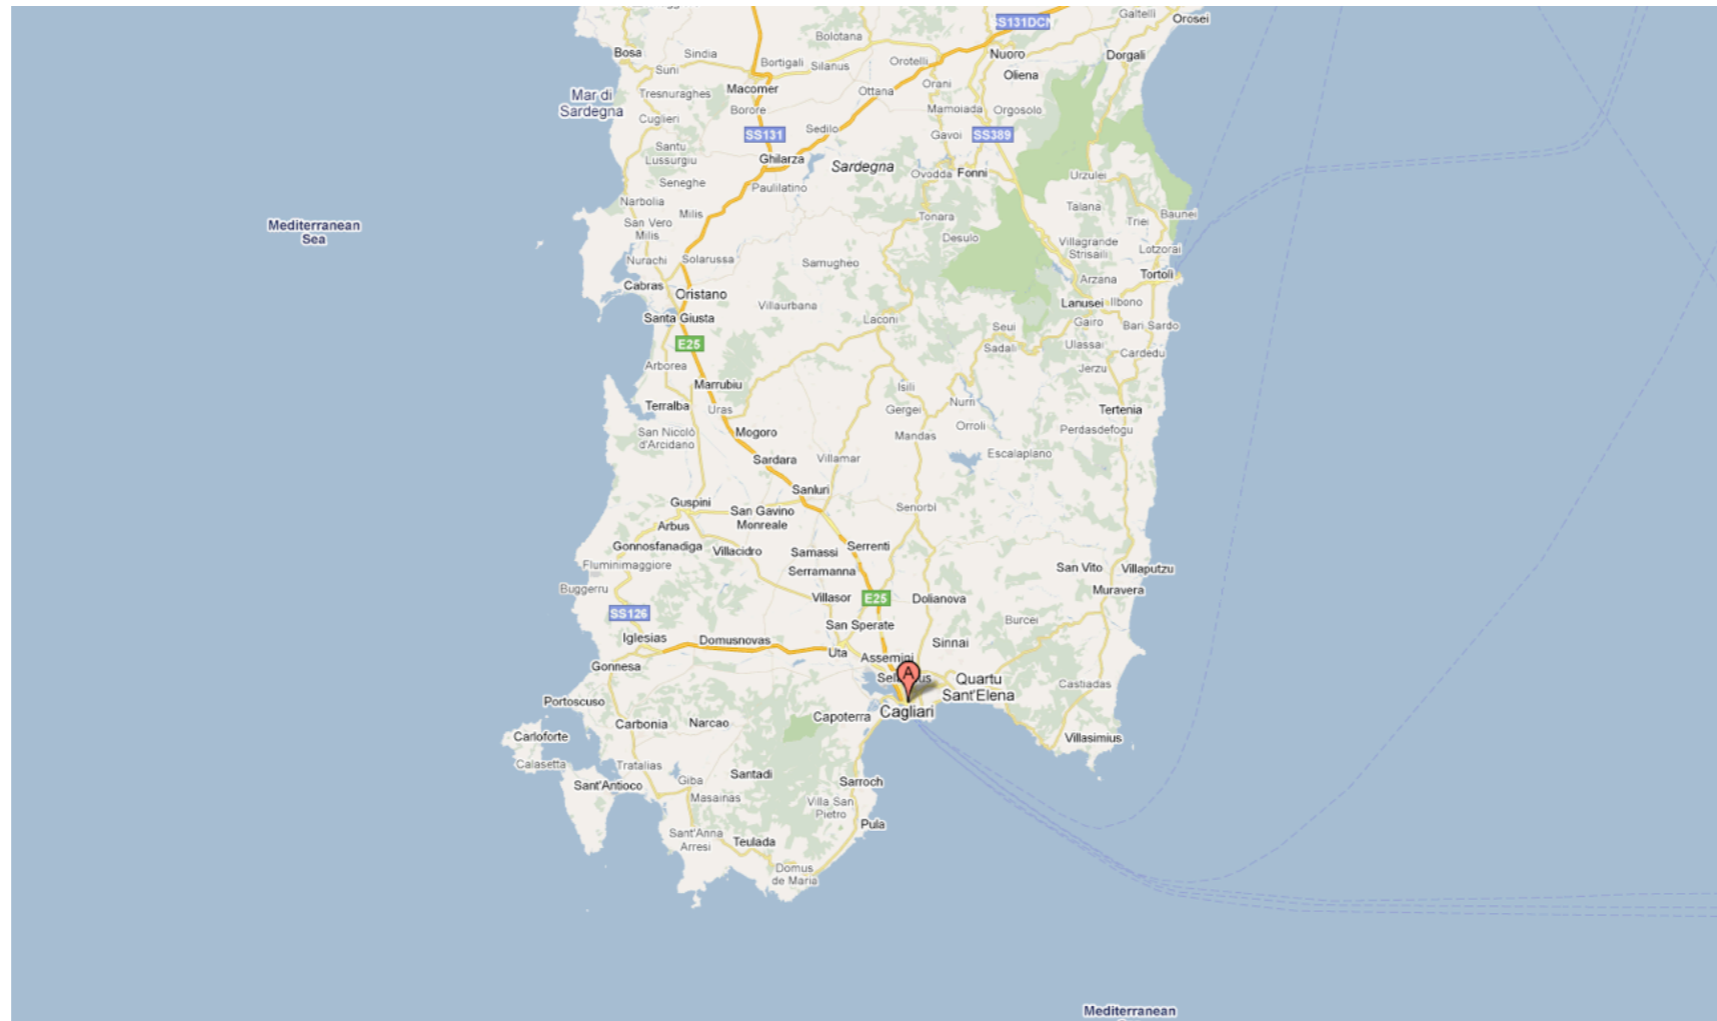 SS131DCN
Galtellì
Orosei
Bolotana
Bosa
Sindia
Nuoro
Dorgali
Suni
Bortigali
Silanus
Orotelli
Oliena
Mar di
Sardegna
Tresnuraghes
Macomer
Ottana
Orani
Borore
Mamoiada
Orgosolo
Cuglieri
SS131
Sedilo
Gavoi
SS389
Santu
Lussurgiu
Ghilarza
Sardegna
Ovodda
Fonni
Urzulei
Seneghe
Paulilatino
Narbolia
Milis
Talana
Baunei
San Vero
Milis
Tonara
Triei
Mediterranean
Sea
Desulo
Villagrande
Strisaili
Lotzorai
Nurachi
Solarussa
Samugheo
Tortolì
Arzana
Cabras
Oristano
Villaurbana
Lanusei
Ilbono
Santa Giusta
Laconi
Seui
Gairo
Bari Sardo
E25
Sadali
Ulassai
Cardedu
Arborea
Jerzu
Marrubiu
Isili
Terralba
Uras
Gergei
Nurri
Tertenia
San Nicolò
d'Arcidano
Mogoro
Mandas
Orroli
Perdasdefogu
Sardara
Villamar
Escalaplano
Sanluri
Guspini
San Gavino
Monreale
Senorbì
Arbus
Gonnosfanadiga
Villacidro
Samassi
Serrenti
Fluminimaggiore
Serramanna
San Vito
Villaputzu
Buggerru
Villasor
E25
Dolianova
Muravera
SS126
San Sperate
Burcei
Iglesias
Domusnovas
Uta
Assemini
Sinnai
Gonnesa
A
Quartu
Sant'Elena
Castiadas
Portoscuso
Cagliari
Carbonia
Narcao
Capoterra
Carloforte
Villasimius
Calasetta
Tratalias
Sant'Antioco
Giba
Santadi
Sarroch
Masainas
Villa San
Pietro
Pula
Sant'Anna
Arresi
Teulada
Domus
de Maria
Mediterranean